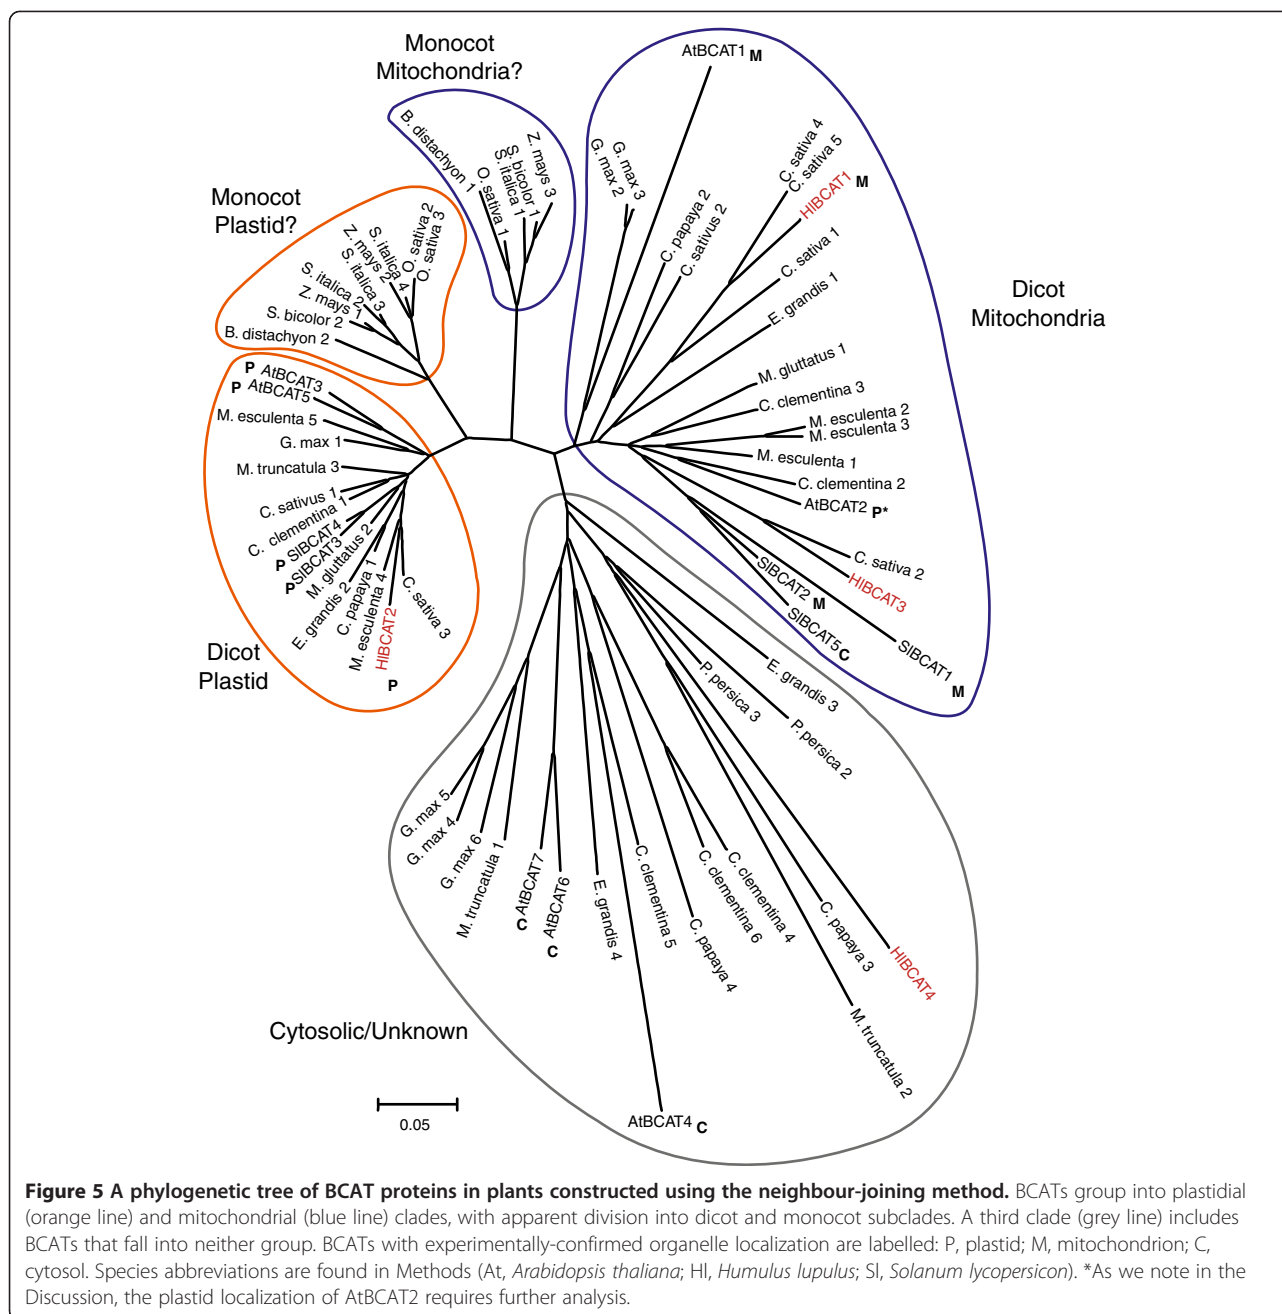 Monocot
Mitochondria?
AtBCAT1 M
B. distachyon 1
O. sativa 1
S. italica 1
S. bicolor 1
Z. mays 3
G. max 2
G. max 3
C. papaya 2
C. sativus 2
C. sativa 4
C. sativa 5
HlBCAT1 M
C. sativa 1
E. grandis 1
Dicot
Mitochondria
M. gluttatus 1
C. clementina 3
M. esculenta 2
M. esculenta 3
M. esculenta 1
C. clementina 2
AtBCAT2 P*
C. sativa 2
HlBCAT3
SlBCAT2 M
SlBCAT5 C
SlBCAT1 M
Monocot
Plastid?
O. sativa 2
O. sativa 3
S. italica 4
Z. mays 2
S. italica 3
S. italica 2
Z. mays 1
S. bicolor 2
B. distachyon 2
P AtBCAT3
P AtBCAT5
M. esculenta 5
G. max 1
M. truncatula 3
C. sativus 1
C. clementina 1
P SlBCAT4
P SlBCAT3
M. gluttatus 2
E. grandis 2
C. papaya 1
M. esculenta 4
HlBCAT2
P
C. sativa 3
Dicot
Plastid
E. grandis 3
P. persica 3
P. persica 2
G. max 5
G. max 4
G. max 6
M. truncatula 1
C AtBCAT7
C AtBCAT6
E. grandis 4
C. clementina 5
C. papaya 4
C. clementina 6
C. clementina 4
C. papaya 3
HlBCAT4
M. truncatula 2
AtBCAT4 C
Cytosolic/Unknown
0.05
Figure 5 A phylogenetic tree of BCAT proteins in plants constructed using the neighbour-joining method. BCATs group into plastidial
(orange line) and mitochondrial (blue line) clades, with apparent division into dicot and monocot subclades. A third clade (grey line) includes
BCATs that fall into neither group. BCATs with experimentally-confirmed organelle localization are labelled: P, plastid; M, mitochondrion; C,
cytosol. Species abbreviations are found in Methods (At, Arabidopsis thaliana; Hl, Humulus lupulus; Sl, Solanum lycopersicon). *As we note in the
Discussion, the plastid localization of AtBCAT2 requires further analysis.